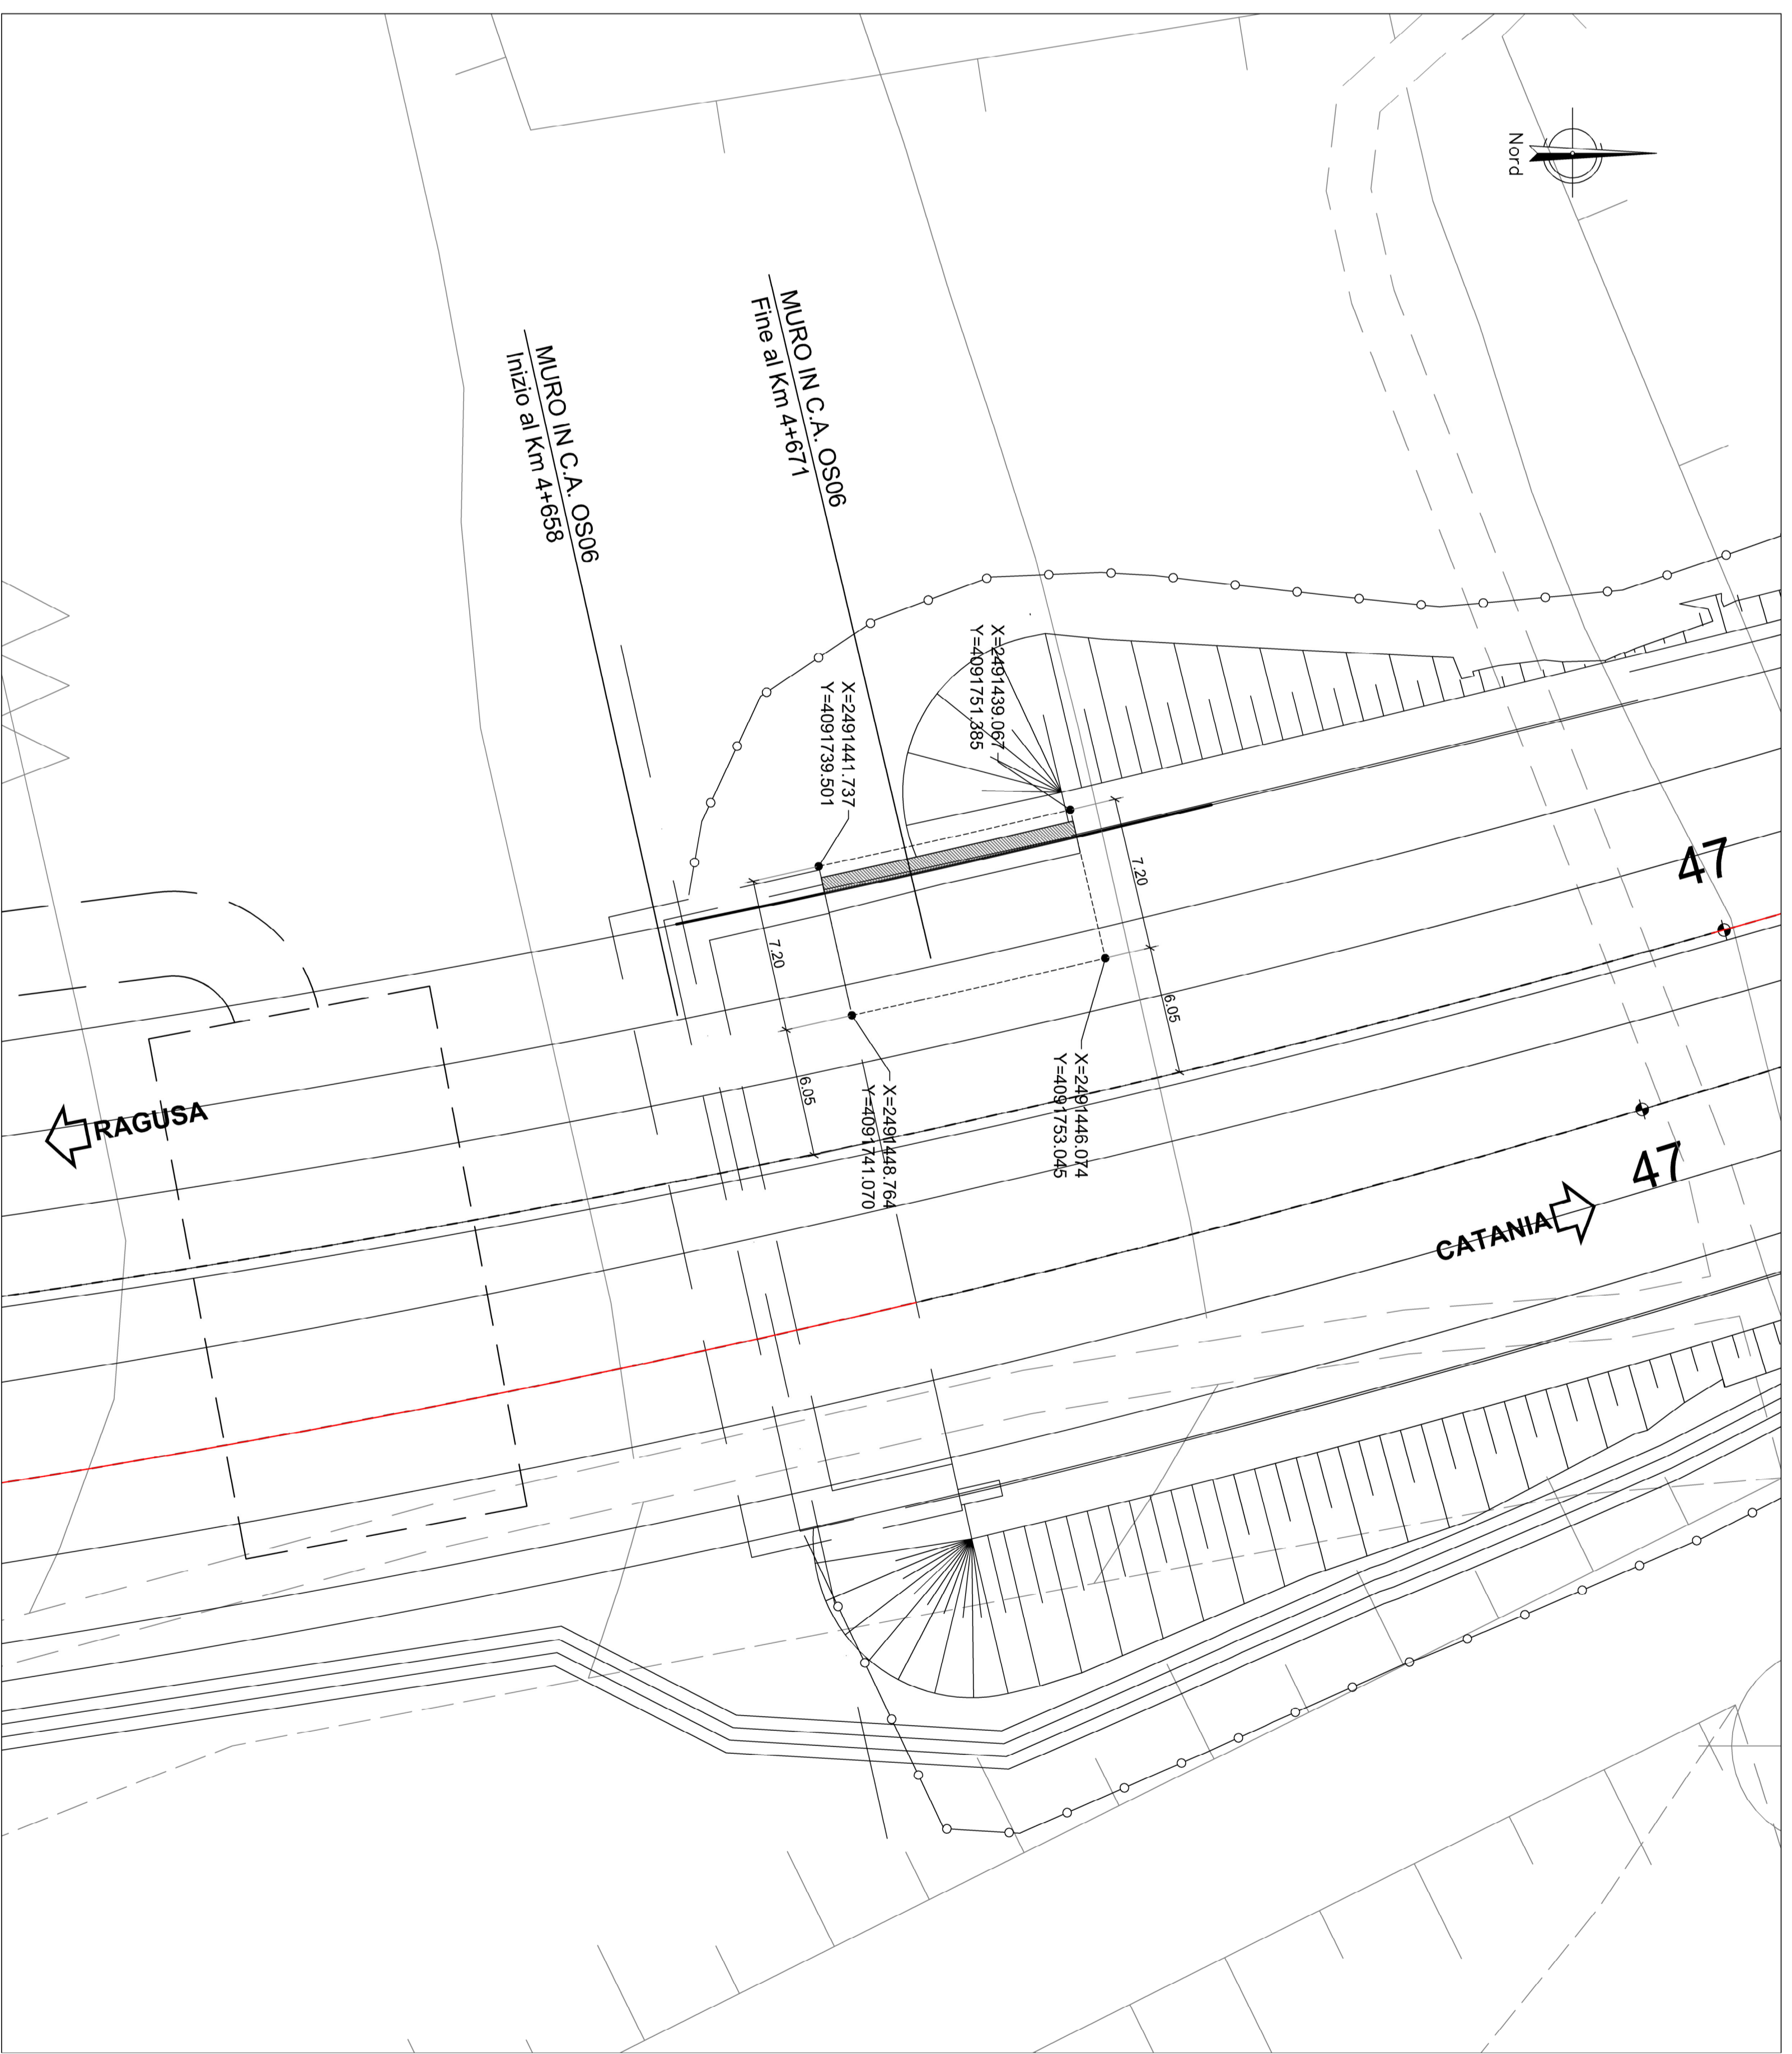 Nord
MURO IN C.A. OS06
Fine al Km 4+671
MURO IN C.A. OS06
Inizio al Km 4+658
X=2491439.067
Y=4091751.385
X=2491441.737
Y=4091739.501
7.20
47
7.20
6.05
6.05
X=2491446.074
Y=4091753.045
X=2491448.764
Y=4091741.070
RAGUSA
47
CATANIA